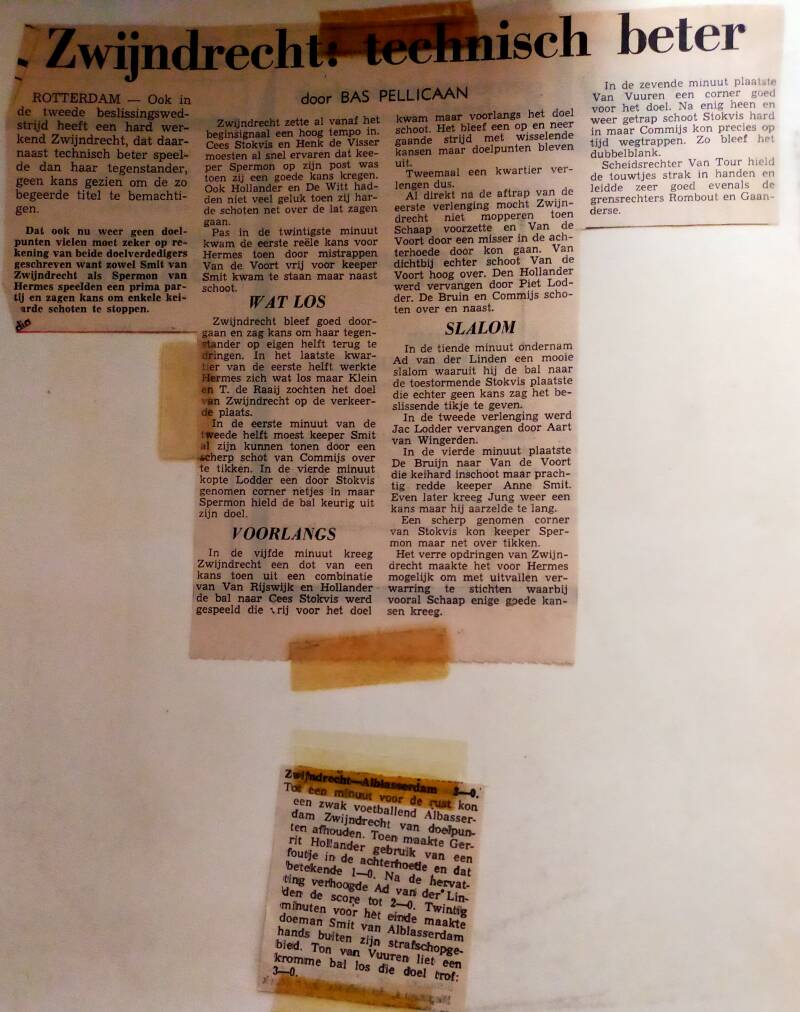 Zwijndrecht: technisch beter
door BAS PELLICAAN
ROTTERDAM — Ook in
de tweede beslissingswed-
strijd heeft een hard wer-
kend Zwijndrecht, dat daar-
naast technisch beter speel-
de dan haar tegenstander,
geen kans gezien om de zo
begeerde titel te bemachti-
gen.
Dat ook nu weer geen doel-
punten vielen moet zeker op re-
kening van beide doelverdedigers
geschreven want zowel Smit van
Zwijndrecht als Spermon van
Hermes speelden een prima par-
tij en zagen kans om enkele kei-
arde schoten te stoppen.
Zwijndrecht zette al vanaf het
beginsignaal een hoog tempo in.
Cees Stokvis en Henk de Visser
moesten al snel ervaren dat kee-
per Spermon op zijn post was
toen zij een goede kans kregen.
Ook Hollander en De Witt had-
den niet veel geluk toen zij har-
de schoten net over de lat zagen
gaan.
Pas in de twintigste minuut
kwam de eerste reële kans voor
Hermes toen door mistrappen
Van de Voort vrij voor keeper
Smit kwam te staan maar naast
schoot.
WAT LOS
Zwijndrecht bleef goed door-
gaan en zag kans om haar tegen-
stander op eigen helft terug te
dringen. In het laatste kwar-
tier van de eerste helft werkte
Hermes zich wat los maar Klein
en T. de Raaij zochten het doel
van Zwijndrecht op de verkeer-
de plaats.
In de eerste minuut van de
tweede helft moest keeper Smit
al zijn kunnen tonen door een
scherp schot van Commijs over
te tikken. In de vierde minuut
kopte Lodder een door Stokvis
genomen corner netjes in maar
Spermon hield de bal keurig uit
zijn doel.
VOORLANGS
In de vijfde minuut kreeg
Zwijndrecht een dot van een
kans toen uit een combinatie
van Van Rijswijk en Hollander
de bal naar Cees Stokvis werd
gespeeld die vrij voor het doel
kwam maar voorlangs het doel
schoot. Het bleef een op en neer
gaande strijd met wisselende
kansen maar doelpunten bleven
uit.
Tweemaal een kwartier ver-
lengen dus.
Al direkt na de aftrap van de
eerste verlenging mocht Zwijn-
drecht niet mopperen toen
Schaap voorzette en Van de
Voort door een misser in de ach-
terhoede door kon gaan. Van
dichtbij echter schoot Van de
Voort hoog over. Den Hollander
werd vervangen door Piet Lod-
der. De Bruin en Commijs scho-
ten over en naast.
SLALOM
In de tiende minuut ondernam
Ad van der Linden een mooie
slalom waaruit hij de bal naar
de toestormende Stokvis plaatste
die echter geen kans zag het be-
slissende tikje te geven.
In de tweede verlenging werd
Jac Lodder vervangen door Aart
van Wingerden.
In de vierde minuut plaatste
De Bruijn naar Van de Voort
die keihard inschoot maar prach-
tig redde keeper Anne Smit.
Even later kreeg Jung weer een
kans maar hij aarzelde te lang.
Een scherp genomen corner
van Stokvis kon keeper Sper-
mon maar net over tikken.
Het verre opdringen van Zwijn-
drecht maakte het voor Hermes
mogelijk om met uitvallen ver-
warring te stichten waarbij
vooral Schaap enige goede kan-
sen kreeg.
In de zevende minuut plaatste
Van Vuuren een corner goed
voor het doel. Na enig heen en
weer getrap schoot Stokvis hard
in maar Commijs kon precies op
tijd wegtrappen. Zo bleef het
dubbelblank.
Scheidsrechter Van Tour hield
de touwtjes strak in handen en
leidde zeer goed evenals de
grensrechters Rombout en Gaan-
derse.
Zwijndrecht—Alblasserdam 3—0.
Tot een minuut voor de rust kon
een zwak voetballend Albasser-
dam Zwijndrecht van doelpun-
ten afhouden. Toen maakte Ger-
rit Hollander gebruik van een
foutje in de achterhoede en dat
betekende 1—0. Na de hervat-
ting verhoogde Ad van der Lin-
den de score tot 2—0. Twintig
minuten voor het einde maakte
doeman Smit van Alblasserdam
hands buiten zijn strafschopge-
bied. Ton van Vuuren liet een
kromme bal los die doel trof:
3—0.